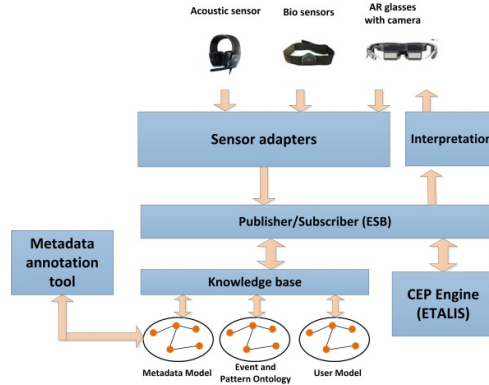 Acoustic sensor
Bio sensors
AR glasses
with camera
Sensor adapters
Interpretation
Publisher/Subscriber (ESB)
Metadata
annotation
tool
Knowledge base
CEP Engine
(ETALIS)
Metadata Model
Event and
Pattern Ontology
User Model